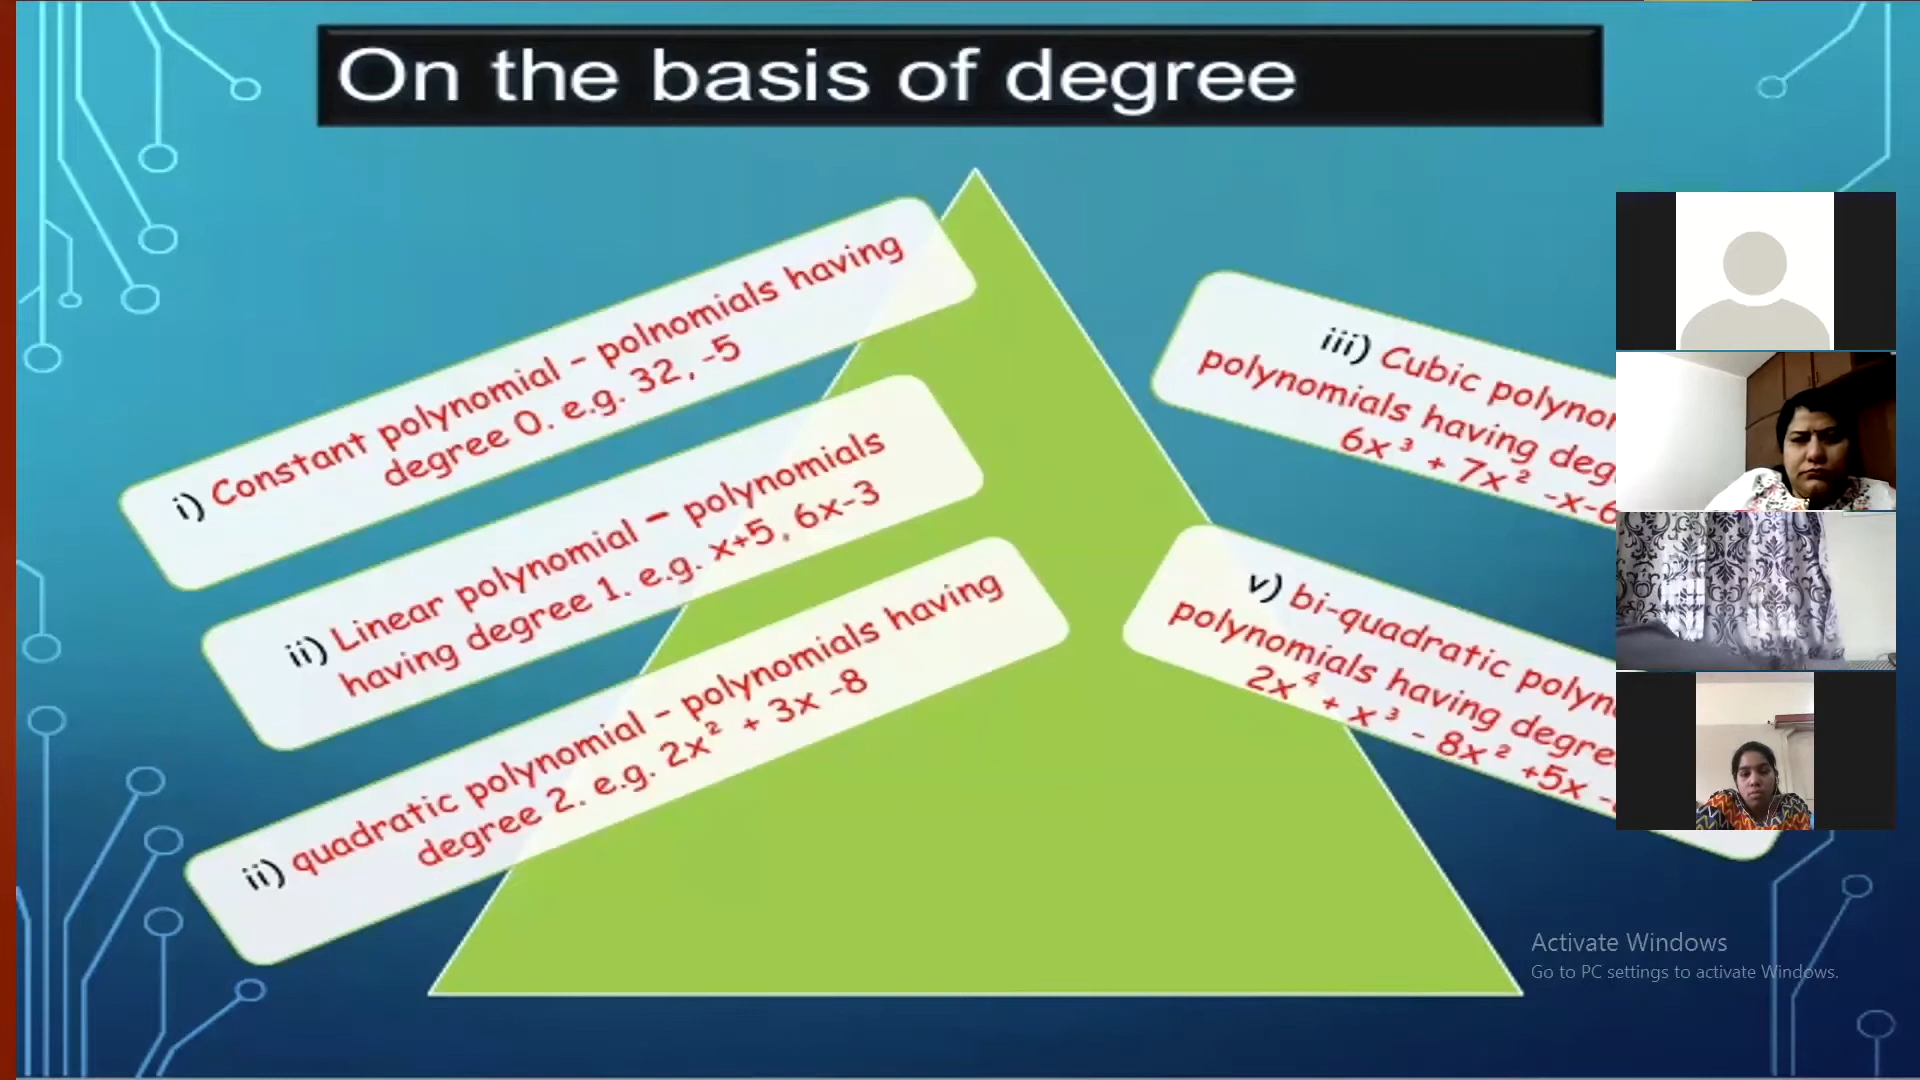 On the basis of degree
i) Constant polynomial - polnomials having
degree 0. e.g. 32, -5
ii) Linear polynomial – polynomials
having degree 1. e.g. x+5, 6x-3
ii) quadratic polynomial - polynomials having
degree 2. e.g. 2x² + 3x -8
iii) Cubic
polynomials having
6x³ + 7x² -x-6
v) bi-quadratic
polynomials having
2x⁴ + x³ - 8x² +5x -
Activate Windows
Go to PC settings to activate Windows.